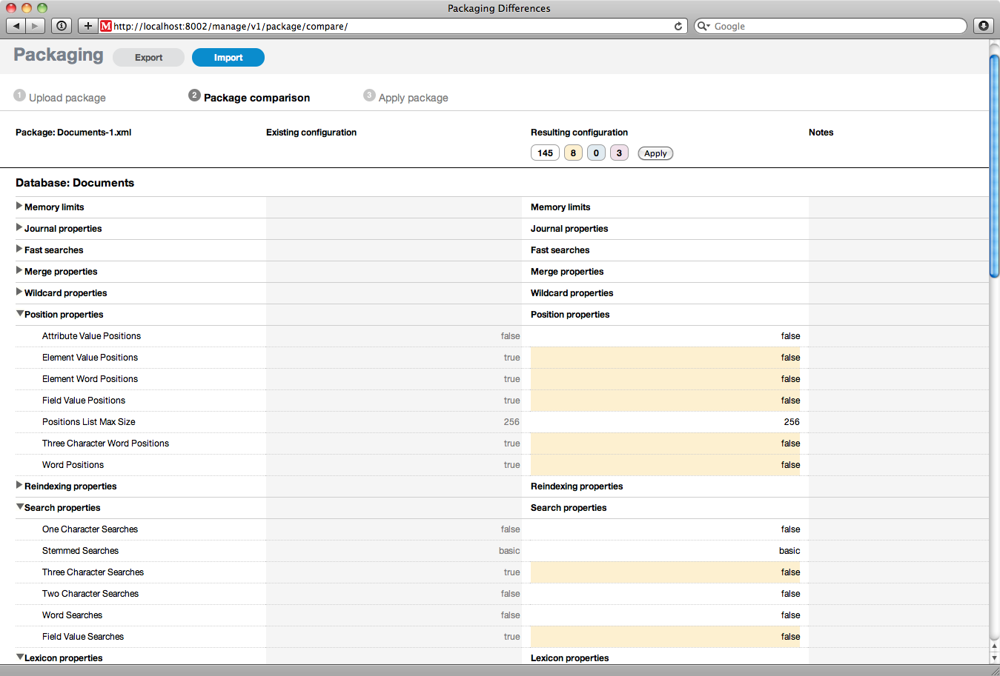 Packaging Differences
http://localhost:8002/manage/v1/package/compare/
Google
Packaging Export Import
1 Upload package 2 Package comparison 3 Apply package
Package: Documents-1.xml Existing configuration Resulting configuration Notes
145 8 0 3 Apply
Database: Documents
Memory limits Memory limits
Journal properties Journal properties
Fast searches Fast searches
Merge properties Merge properties
Wildcard properties Wildcard properties
Position properties Position properties
Attribute Value Positions false false
Element Value Positions true false
Element Word Positions true false
Field Value Positions true false
Positions List Max Size 256 256
Three Character Word Positions true false
Word Positions true false
Reindexing properties Reindexing properties
Search properties Search properties
One Character Searches false false
Stemmed Searches basic basic
Three Character Searches true false
Two Character Searches false false
Word Searches false false
Field Value Searches true false
Lexicon properties Lexicon properties